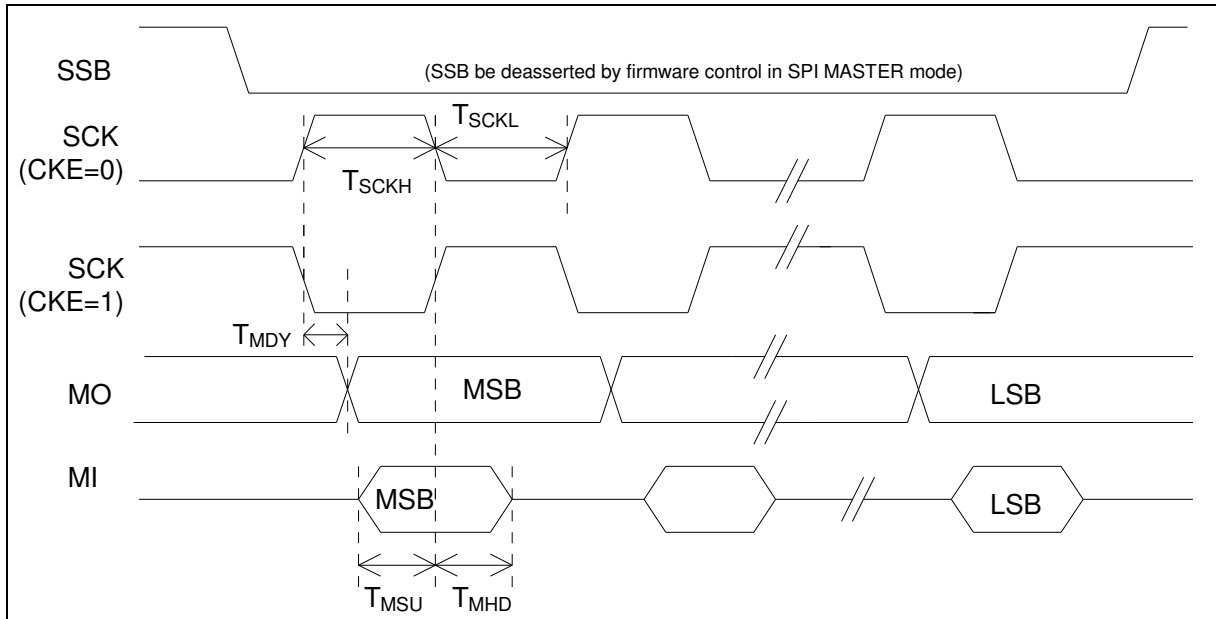 SSB
(SSB be deasserted by firmware control in SPI MASTER mode)
SCK
(CKE=0)
TSCKL
TSCKH
SCK
(CKE=1)
TMDY
MO
MSB
LSB
MI
MSB
LSB
TMSU
TMHD